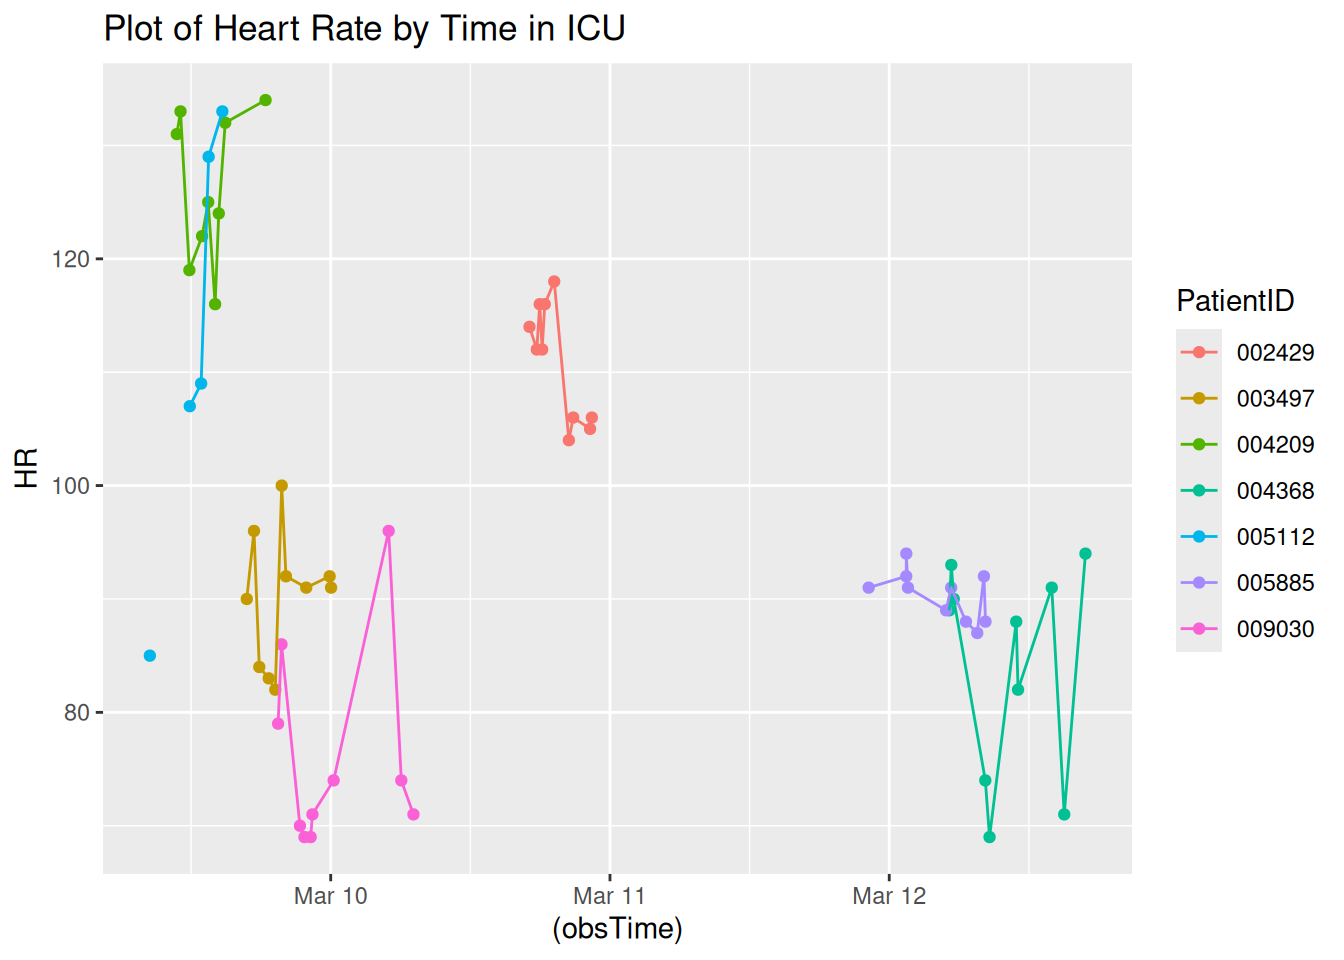 Plot of Heart Rate by Time in ICU
120
100
80
HR
Mar 10
Mar 11
Mar 12
(obsTime)
PatientID
002429
003497
004209
004368
005112
005885
009030